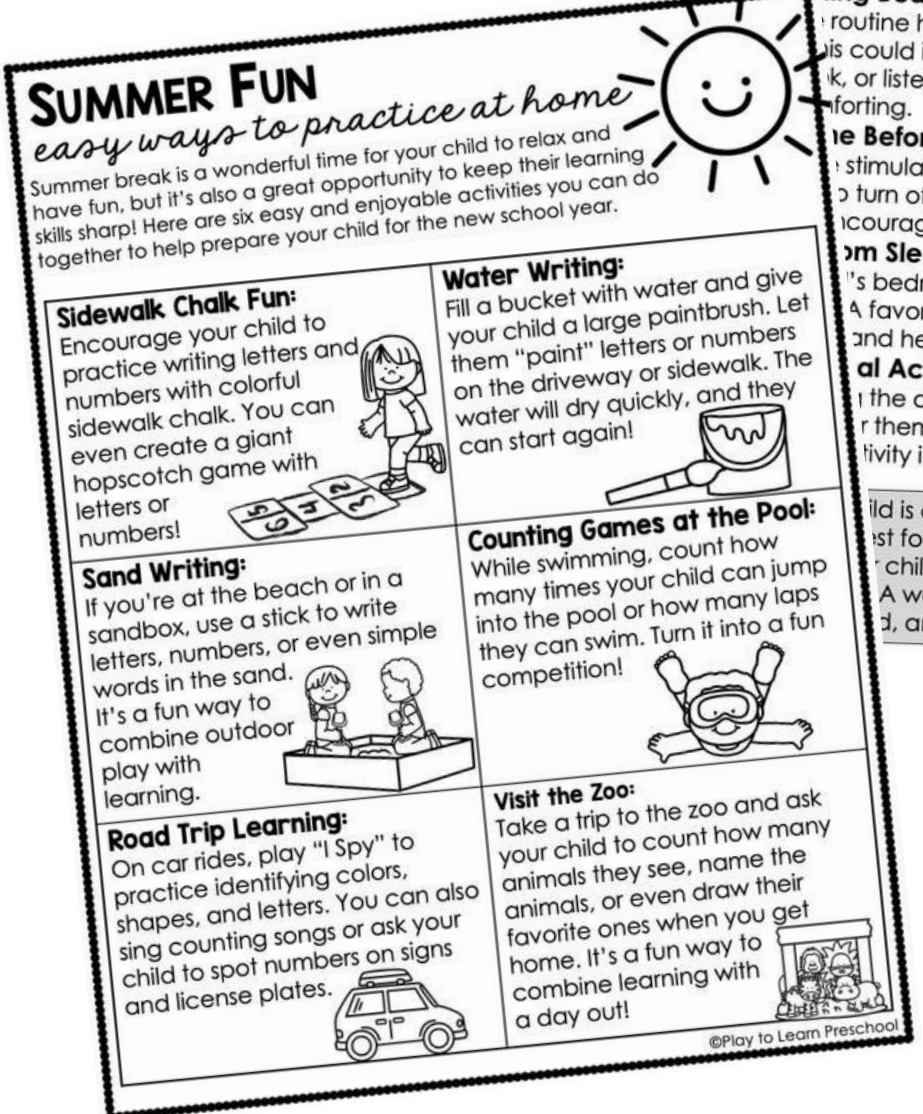 SUMMER FUN
easy ways to practice at home
Summer break is a wonderful time for your child to relax and
have fun, but it's also a great opportunity to keep their learning
skills sharp! Here are six easy and enjoyable activities you can do
together to help prepare your child for the new school year.
Sidewalk Chalk Fun:
Encourage your child to
practice writing letters and
numbers with colorful
sidewalk chalk. You can
even create a giant
hopscotch game with
letters or
numbers!
Water Writing:
Fill a bucket with water and give
your child a large paintbrush. Let
them "paint" letters or numbers
on the driveway or sidewalk. The
water will dry quickly, and they
can start again!
Sand Writing:
If you're at the beach or in a
sandbox, use a stick to write
letters, numbers, or even simple
words in the sand.
It's a fun way to
combine outdoor
play with
learning.
Counting Games at the Pool:
While swimming, count how
many times your child can jump
into the pool or how many laps
they can swim. Turn it into a fun
competition!
Road Trip Learning:
On car rides, play "I Spy" to
practice identifying colors,
shapes, and letters. You can also
sing counting songs or ask your
child to spot numbers on signs
and license plates.
Visit the Zoo:
Take a trip to the zoo and ask
your child to count how many
animals they see, name the
animals, or even draw their
favorite ones when you get
home. It's a fun way to
combine learning with
a day out!
©Play to Learn Preschool
routine
could
or
turn
A
and
the
is
A